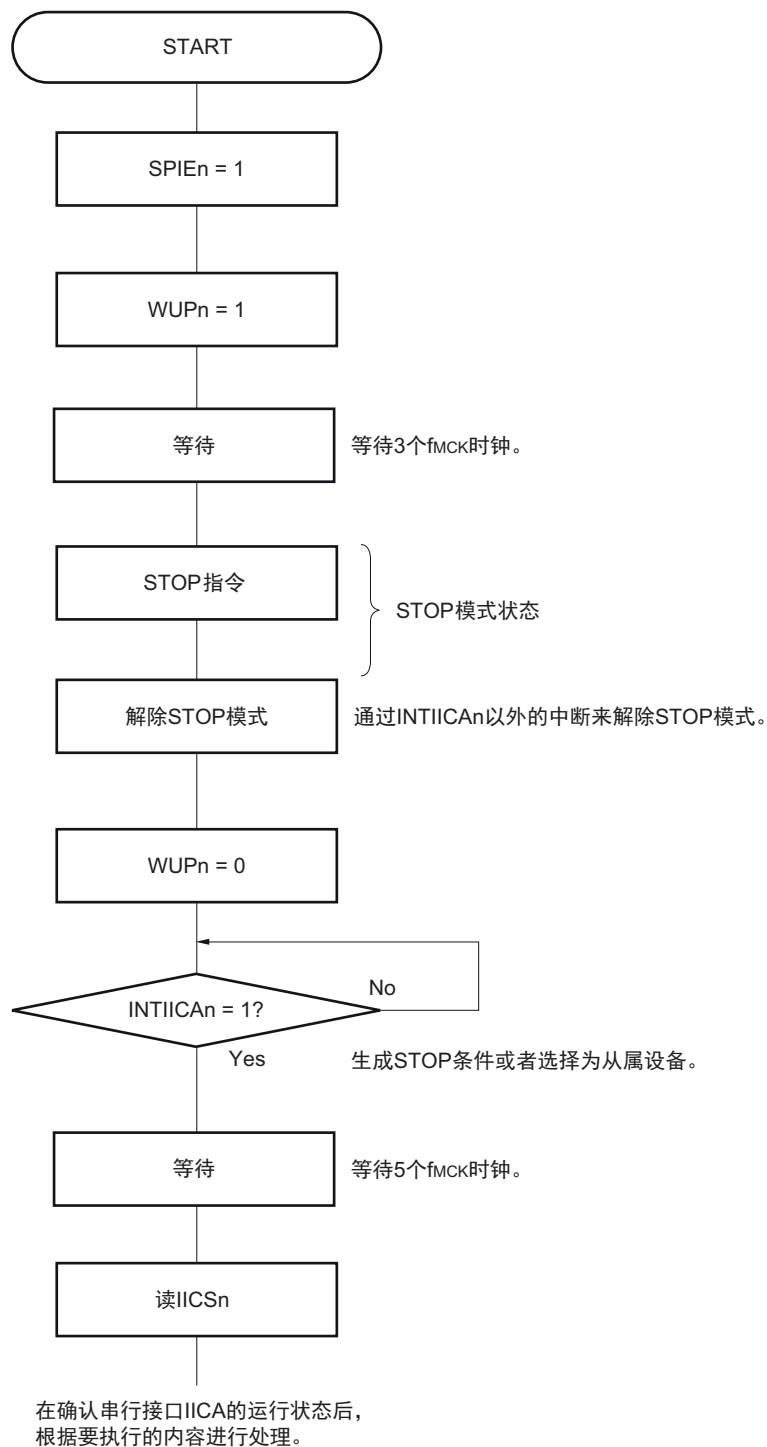 START
SPIEn = 1
WUPn = 1
等待
等待3个fMCK时钟。
STOP指令
STOP模式状态
解除STOP模式
通过INTIICAn以外的中断来解除STOP模式。
WUPn = 0
No
INTIICAn = 1?
Yes
生成STOP条件或者选择为从属设备。
等待
等待5个fMCK时钟。
读IICSn
在确认串行接口IICA的运行状态后，
根据要执行的内容进行处理。